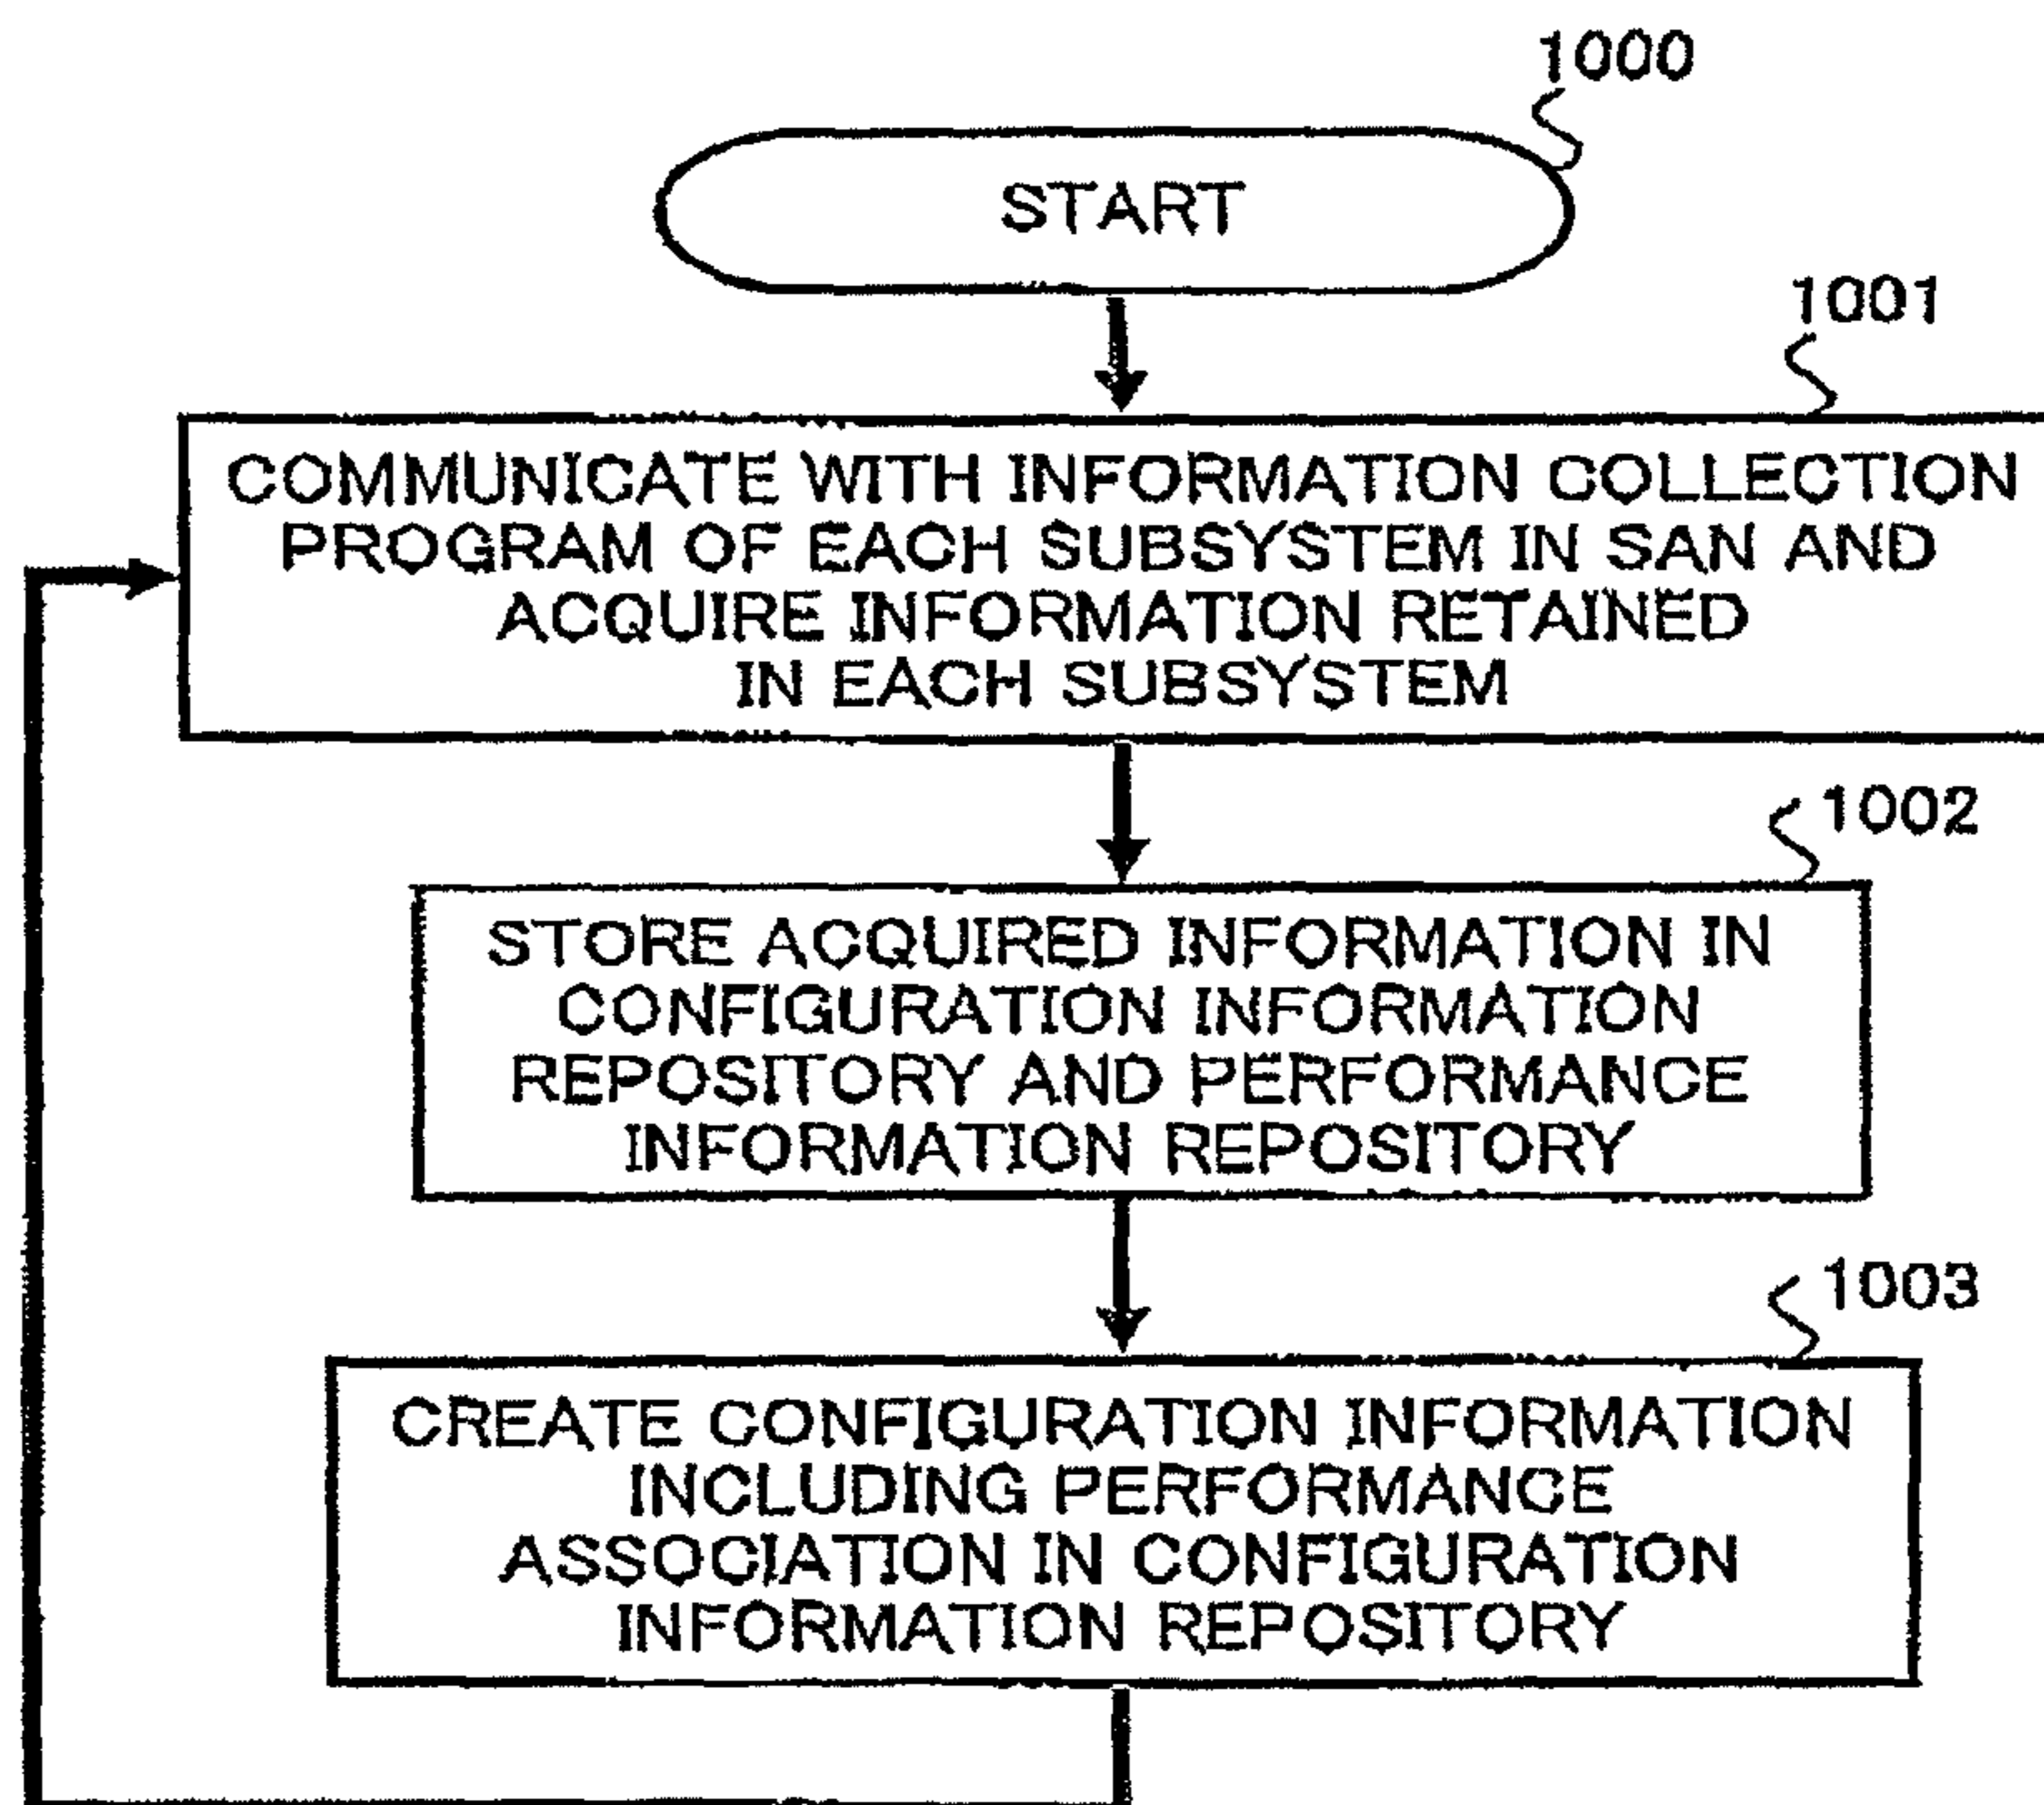 1000
START
1001
COMMUNICATE WITH INFORMATION COLLECTION
PROGRAM OF EACH SUBSYSTEM IN SAN AND
ACQUIRE INFORMATION RETAINED
IN EACH SUBSYSTEM
1002
STORE ACQUIRED INFORMATION IN
CONFIGURATION INFORMATION
REPOSITORY AND PERFORMANCE
INFORMATION REPOSITORY
1003
CREATE CONFIGURATION INFORMATION
INCLUDING PERFORMANCE
ASSOCIATION IN CONFIGURATION
INFORMATION REPOSITORY